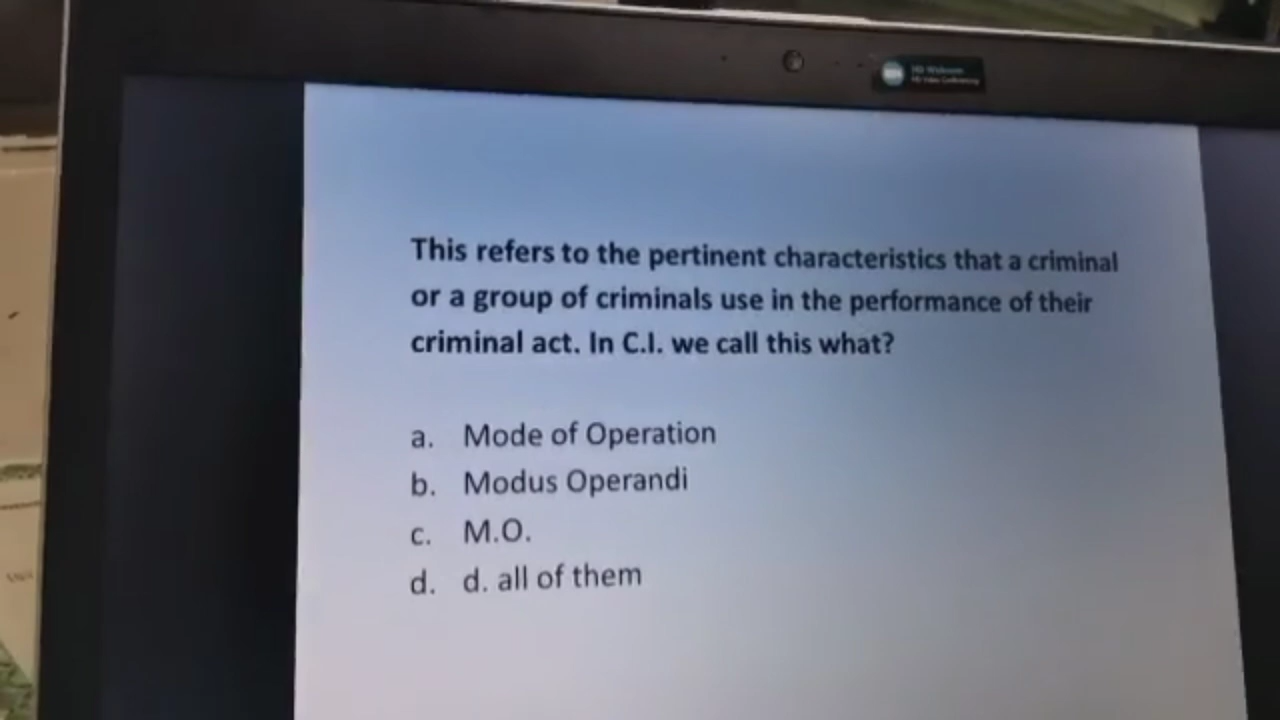 This refers to the pertinent characteristics that a criminal
or a group of criminals use in the performance of their
criminal act. In C.I. we call this what?
a. Mode of Operation
b. Modus Operandi
c. M.O.
d. d. all of them